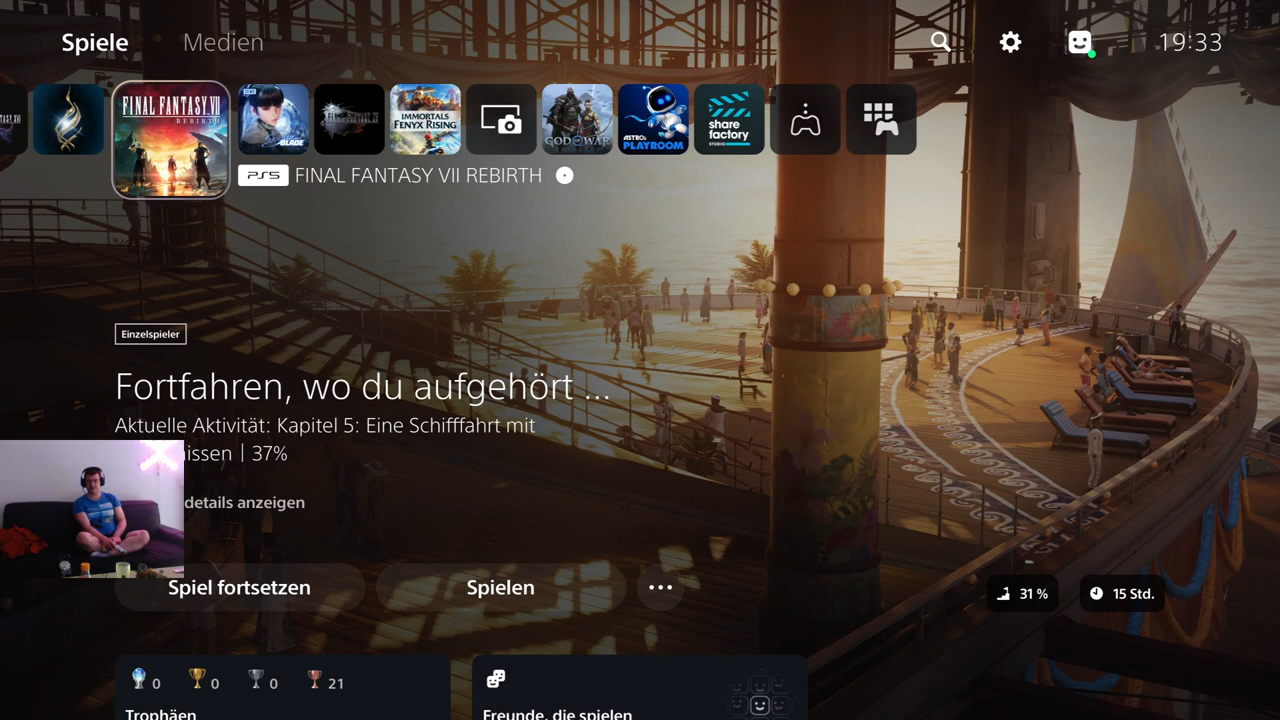 Spiele
Medien
19:33
FINAL FANTASY VII
REBIRTH
BLADE
IMMORTALS
FENYX RISING
GOD OF WAR
ASTRO's
PLAYROOM
share
factory
STUDIO
PS5 FINAL FANTASY VII REBIRTH
Einzelspieler
Fortfahren, wo du aufgehört ...
Aktuelle Aktivität: Kapitel 5: Eine Schifffahrt mit
issen | 37%
details anzeigen
Spiel fortsetzen
Spielen
31 %
15 Std.
0
0
0
21
Trophäen
Freunde, die spielen